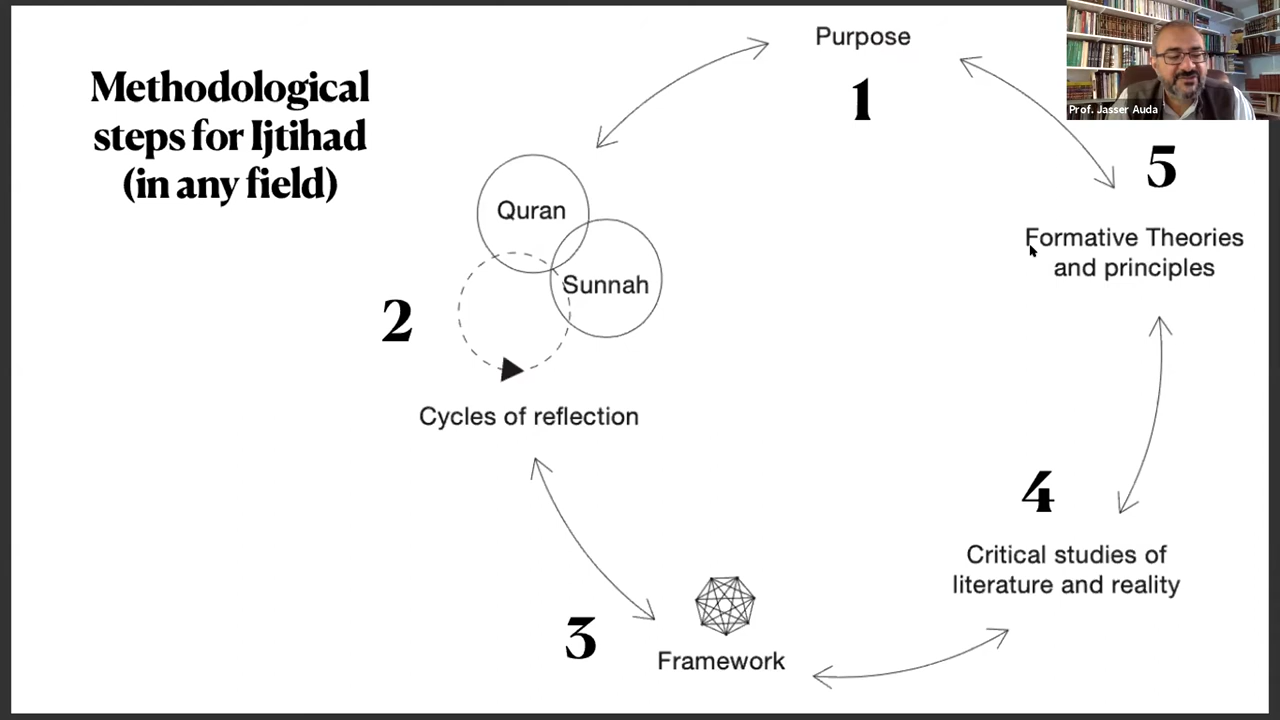 Methodological
steps for Ijtihad
(in any field)
Purpose
1
Prof. Jasser Auda
Quran
Sunnah
2
Cycles of reflection
3
Framework
4
Critical studies of
literature and reality
5
Formative Theories
and principles